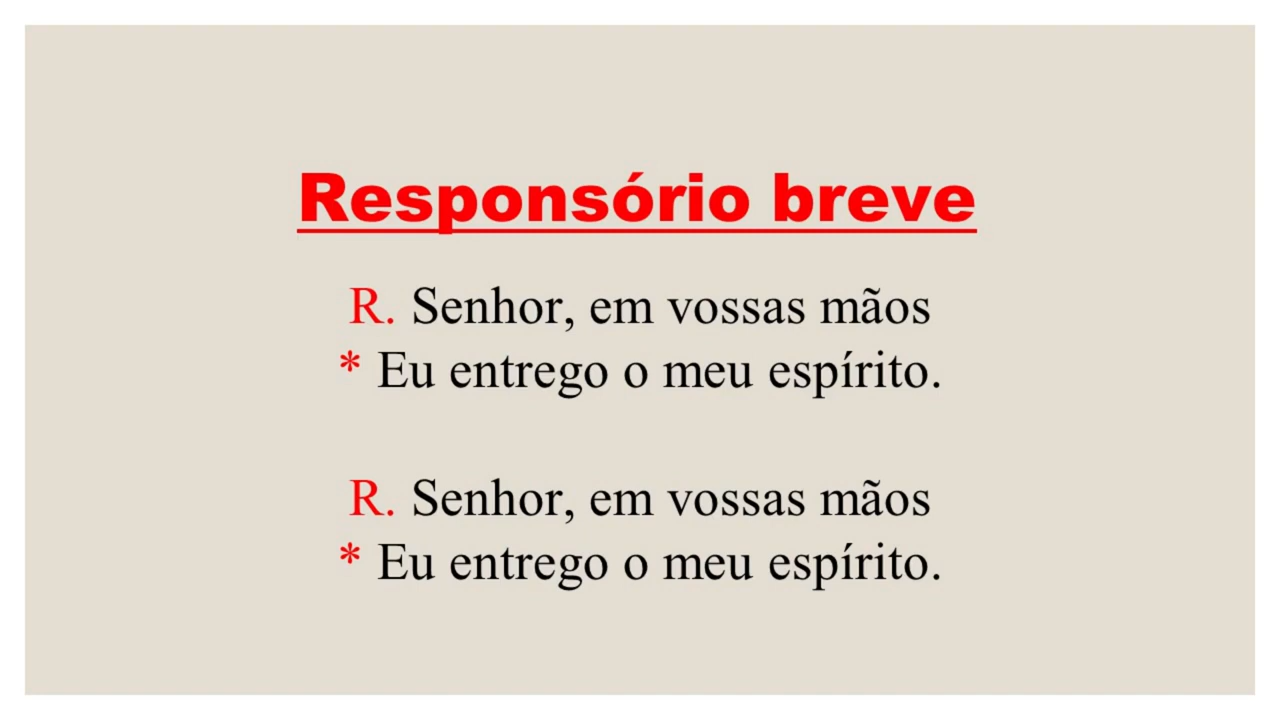 Responsório breve
R. Senhor, em vossas mãos
* Eu entrego o meu espírito.
R. Senhor, em vossas mãos
* Eu entrego o meu espírito.